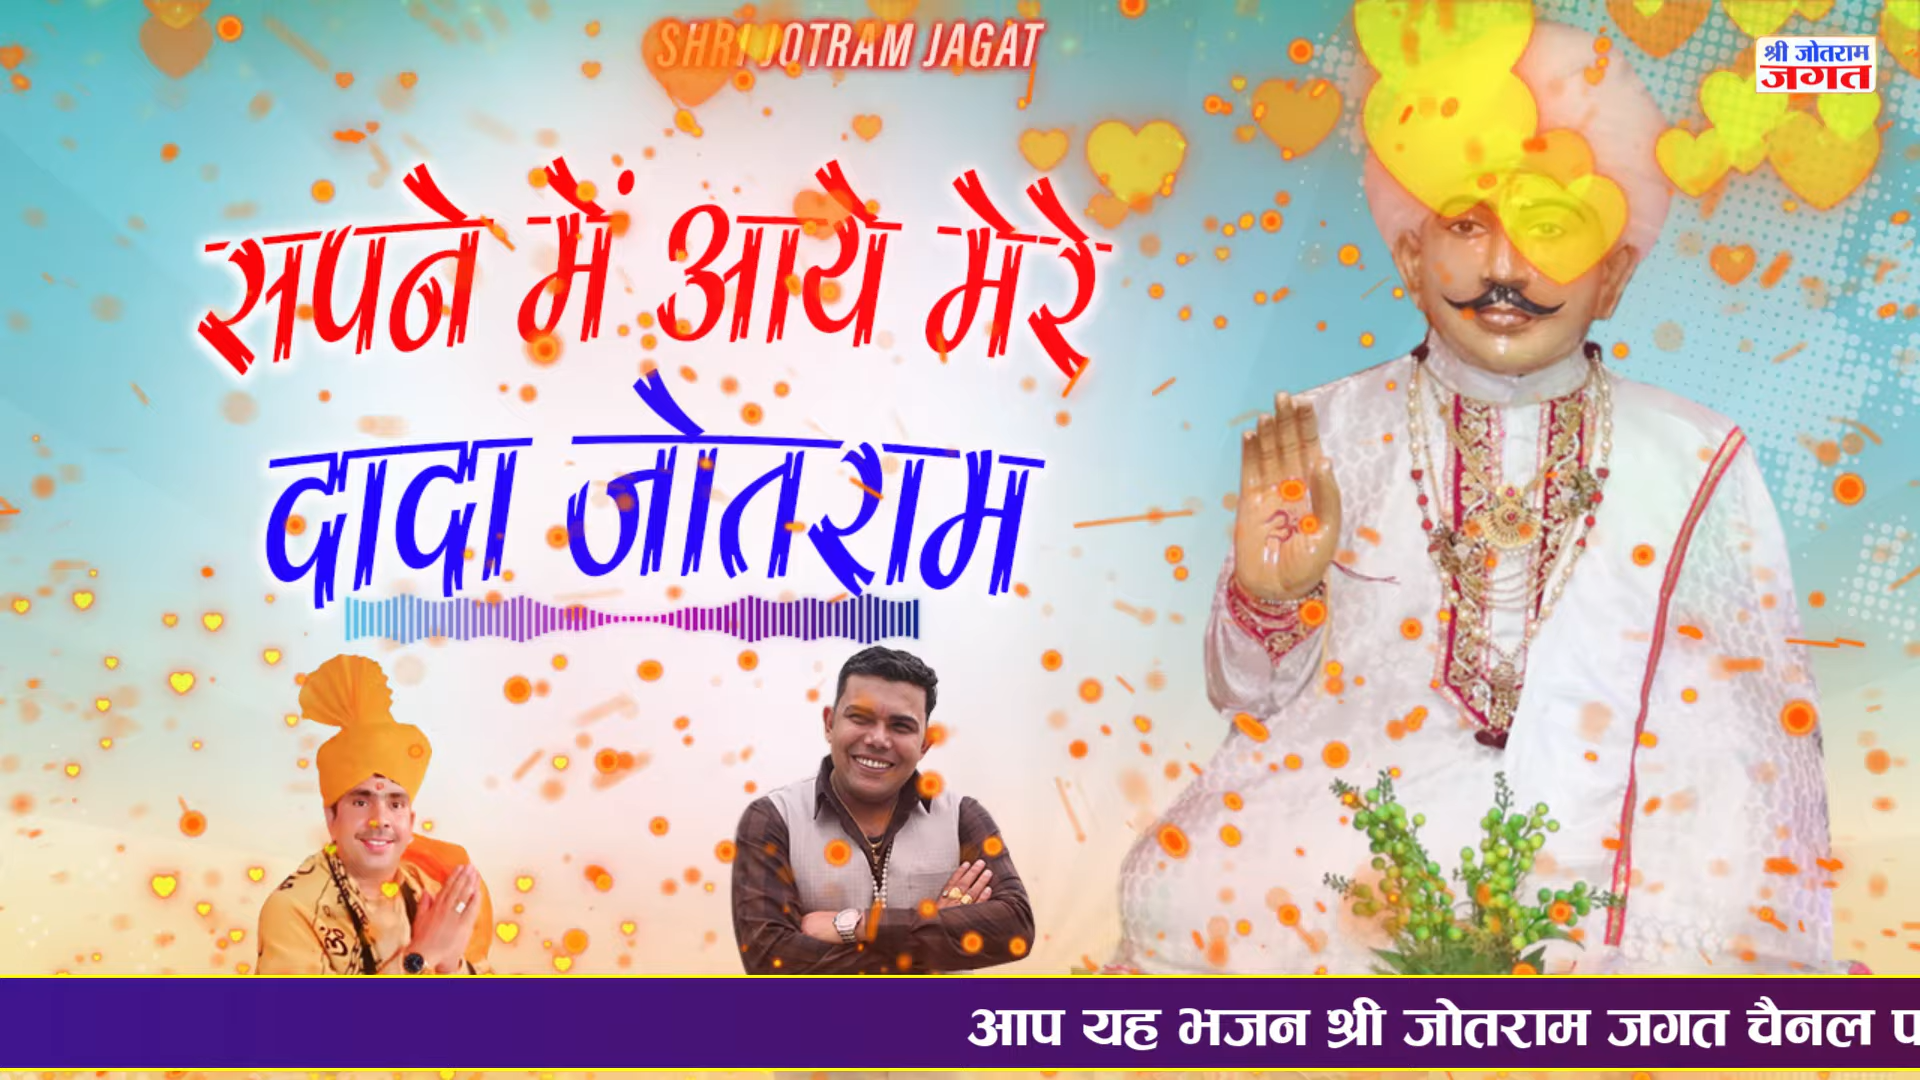 SHRI JOTRAM JAGAT
श्री जोतराम
जगत
सपने में आये मेरे
दादा जोतराम
आप यह भजन श्री जोतराम जगत चैनल प